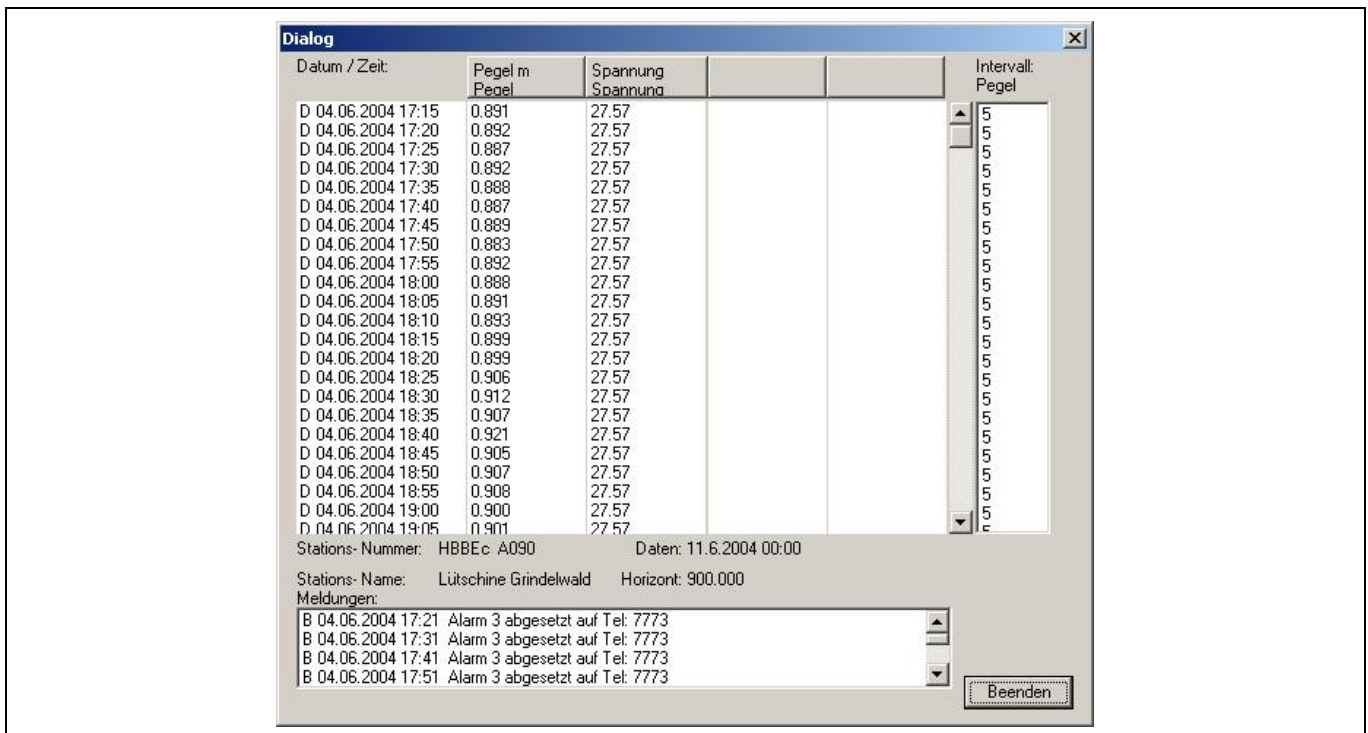 Dialog
Datum / Zeit: Pegel m Spannung Intervall:
Pegel Spannung Pegel
D 04.06.2004 17:15 0.891 27.57 5
D 04.06.2004 17:20 0.892 27.57 5
D 04.06.2004 17:25 0.887 27.57 5
D 04.06.2004 17:30 0.892 27.57 5
D 04.06.2004 17:35 0.888 27.57 5
D 04.06.2004 17:40 0.887 27.57 5
D 04.06.2004 17:45 0.889 27.57 5
D 04.06.2004 17:50 0.883 27.57 5
D 04.06.2004 17:55 0.892 27.57 5
D 04.06.2004 18:00 0.888 27.57 5
D 04.06.2004 18:05 0.891 27.57 5
D 04.06.2004 18:10 0.893 27.57 5
D 04.06.2004 18:15 0.899 27.57 5
D 04.06.2004 18:20 0.899 27.57 5
D 04.06.2004 18:25 0.906 27.57 5
D 04.06.2004 18:30 0.912 27.57 5
D 04.06.2004 18:35 0.907 27.57 5
D 04.06.2004 18:40 0.921 27.57 5
D 04.06.2004 18:45 0.905 27.57 5
D 04.06.2004 18:50 0.907 27.57 5
D 04.06.2004 18:55 0.908 27.57 5
D 04.06.2004 19:00 0.900 27.57 5
D 04.06.2004 19:05 0.901 27.57 5
Stations- Nummer: HBBEc A090 Daten: 11.6.2004 00:00
Stations- Name: Lütschine Grindelwald Horizont: 900.000
Meldungen:
B 04.06.2004 17:21 Alarm 3 abgesetzt auf Tel: 7773
B 04.06.2004 17:31 Alarm 3 abgesetzt auf Tel: 7773
B 04.06.2004 17:41 Alarm 3 abgesetzt auf Tel: 7773
B 04.06.2004 17:51 Alarm 3 abgesetzt auf Tel: 7773
Beenden